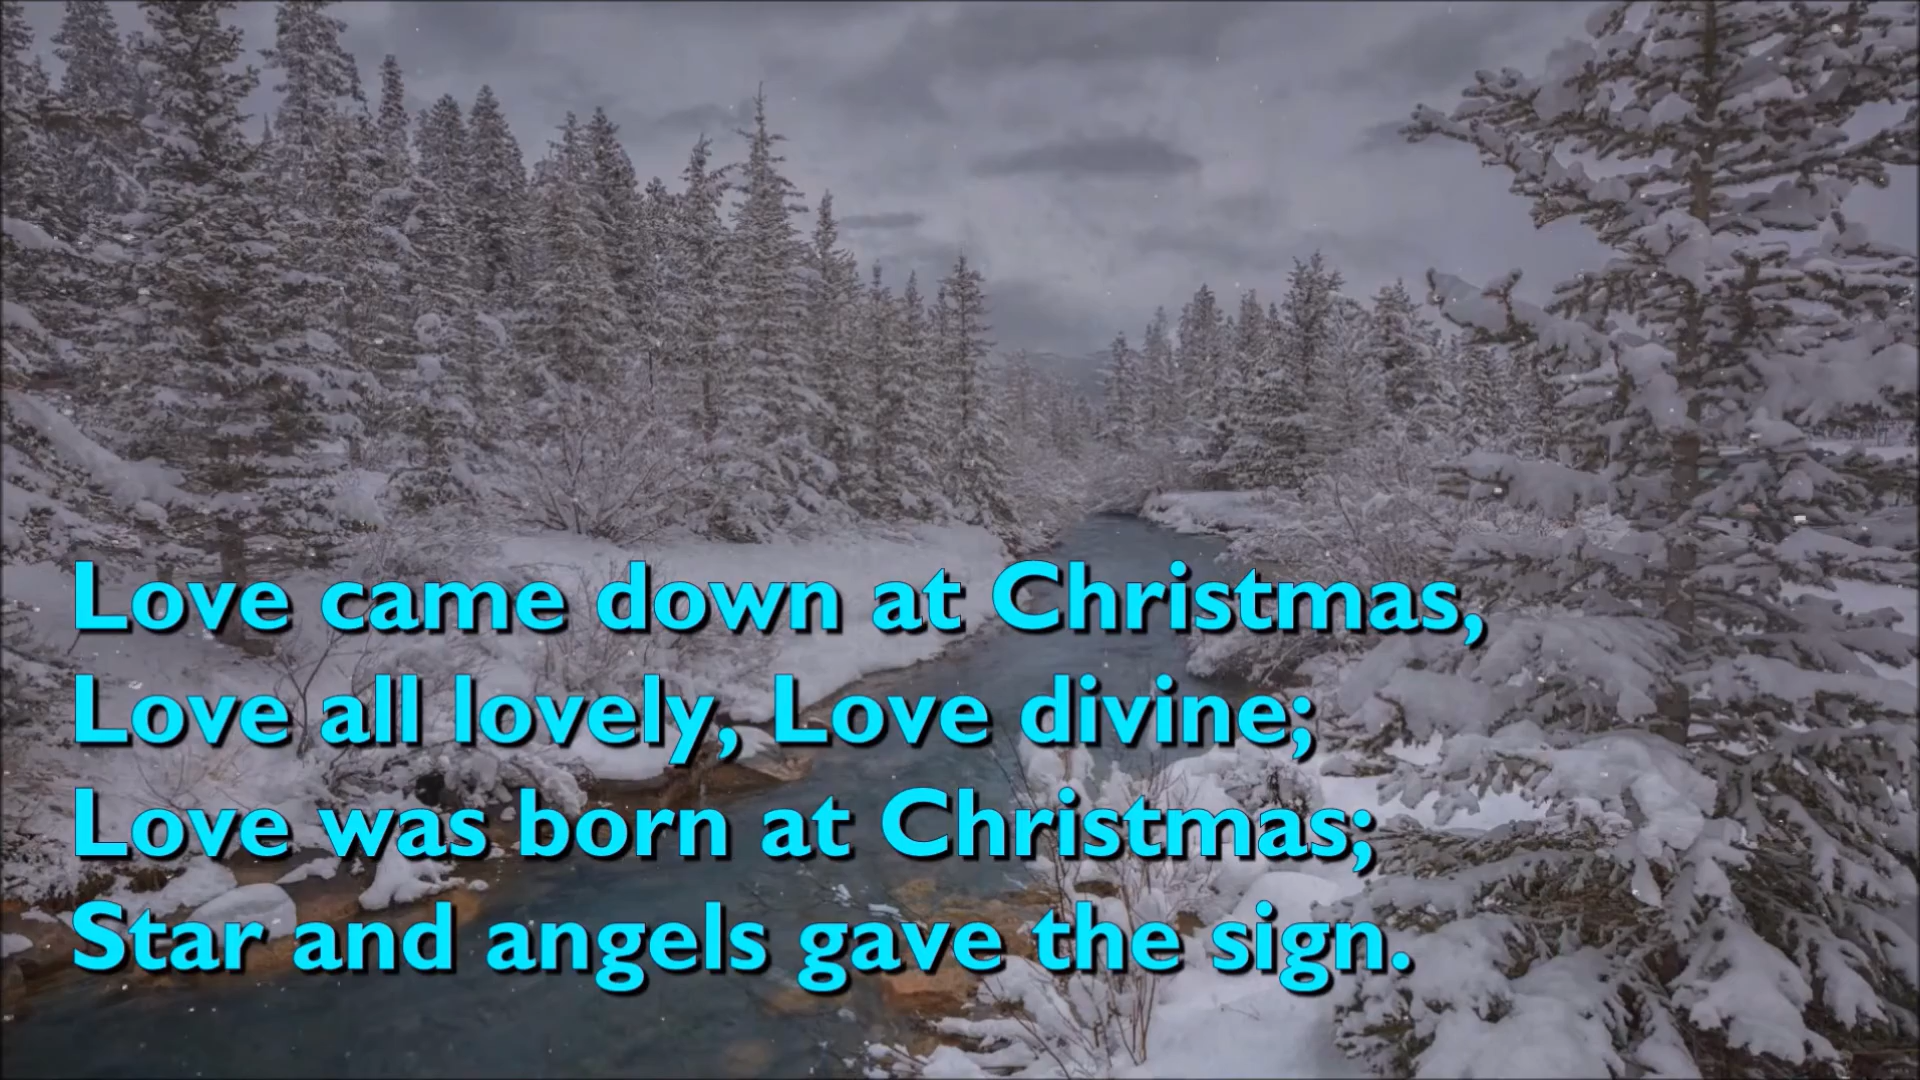 Love came down at Christmas,
Love all lovely, Love divine;
Love was born at Christmas;
Star and angels gave the sign.